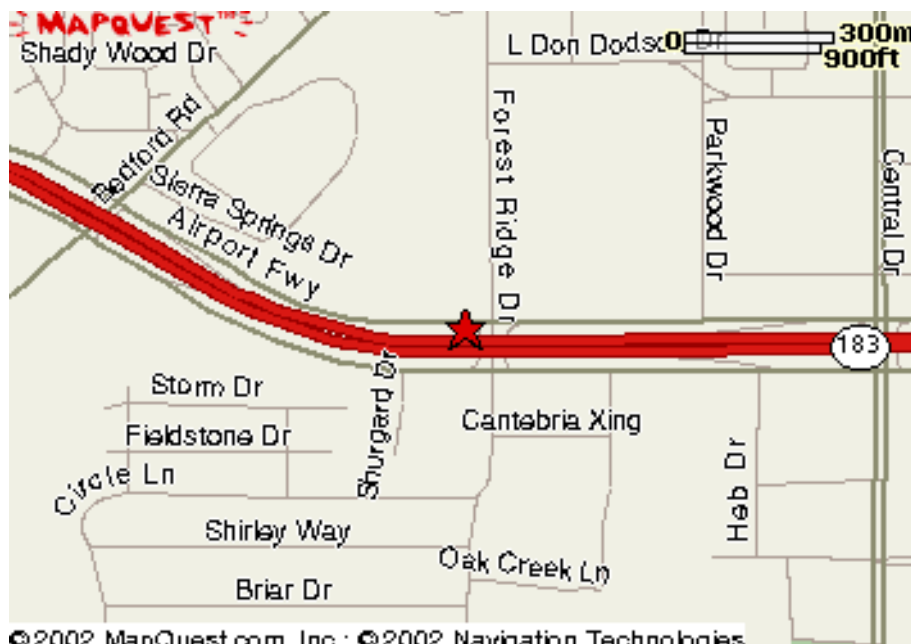 MAPQUEST™
Shady Wood Dr
L Don Dodson Dr
0 300m
900ft
Bedford Rd
Forest Ridge Dr
Parkwood Dr
Central Dr
Sierra Springs Dr
Airport Fwy
183
Storm Dr
Shurgard Dr
Cantebria Xing
Fieldstone Dr
Circle Ln
Heb Dr
Shirley Way
Oak Creek Ln
Briar Dr
©2002 MapQuest.com, Inc.; ©2002 Navigation Technologies